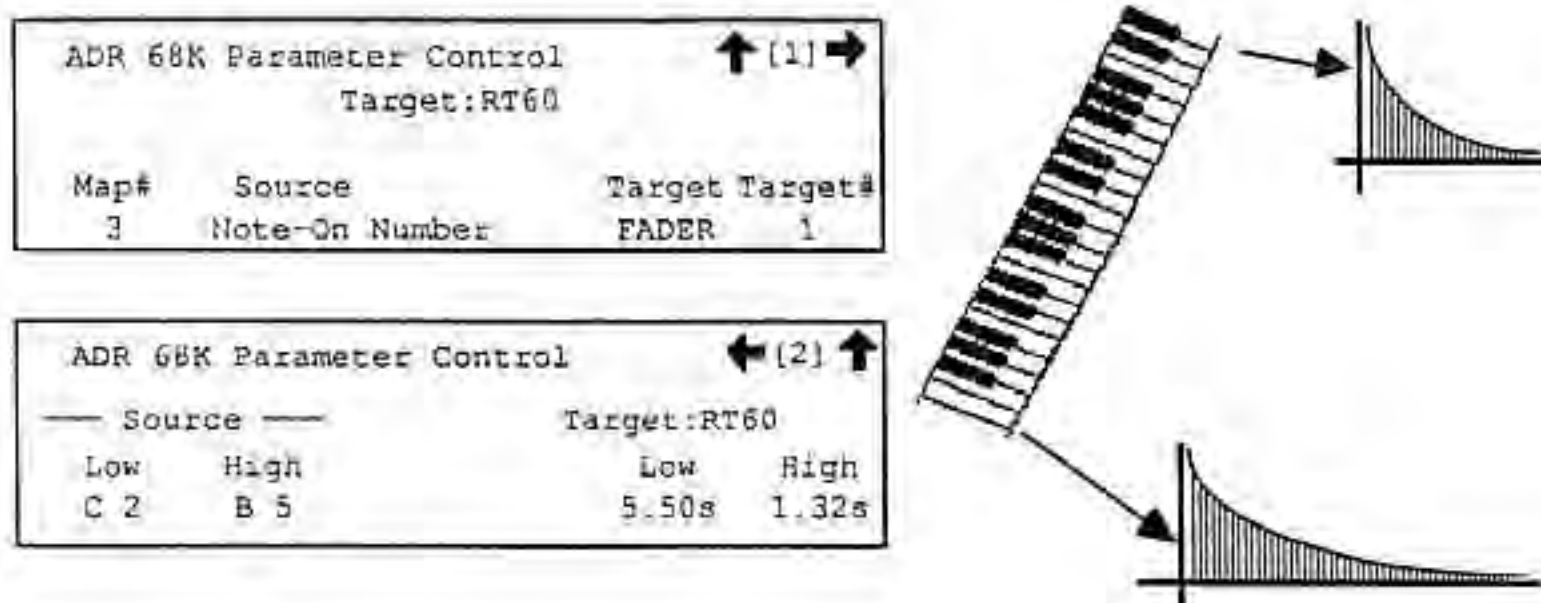 ADR 68K Parameter Control [1]
Target:RT60
Map# Source Target Target#
3 Note-On Number FADER 1
ADR 68K Parameter Control [2]
Source Target:RT60
Low High Low High
C 2 B 5 5.50s 1.32s